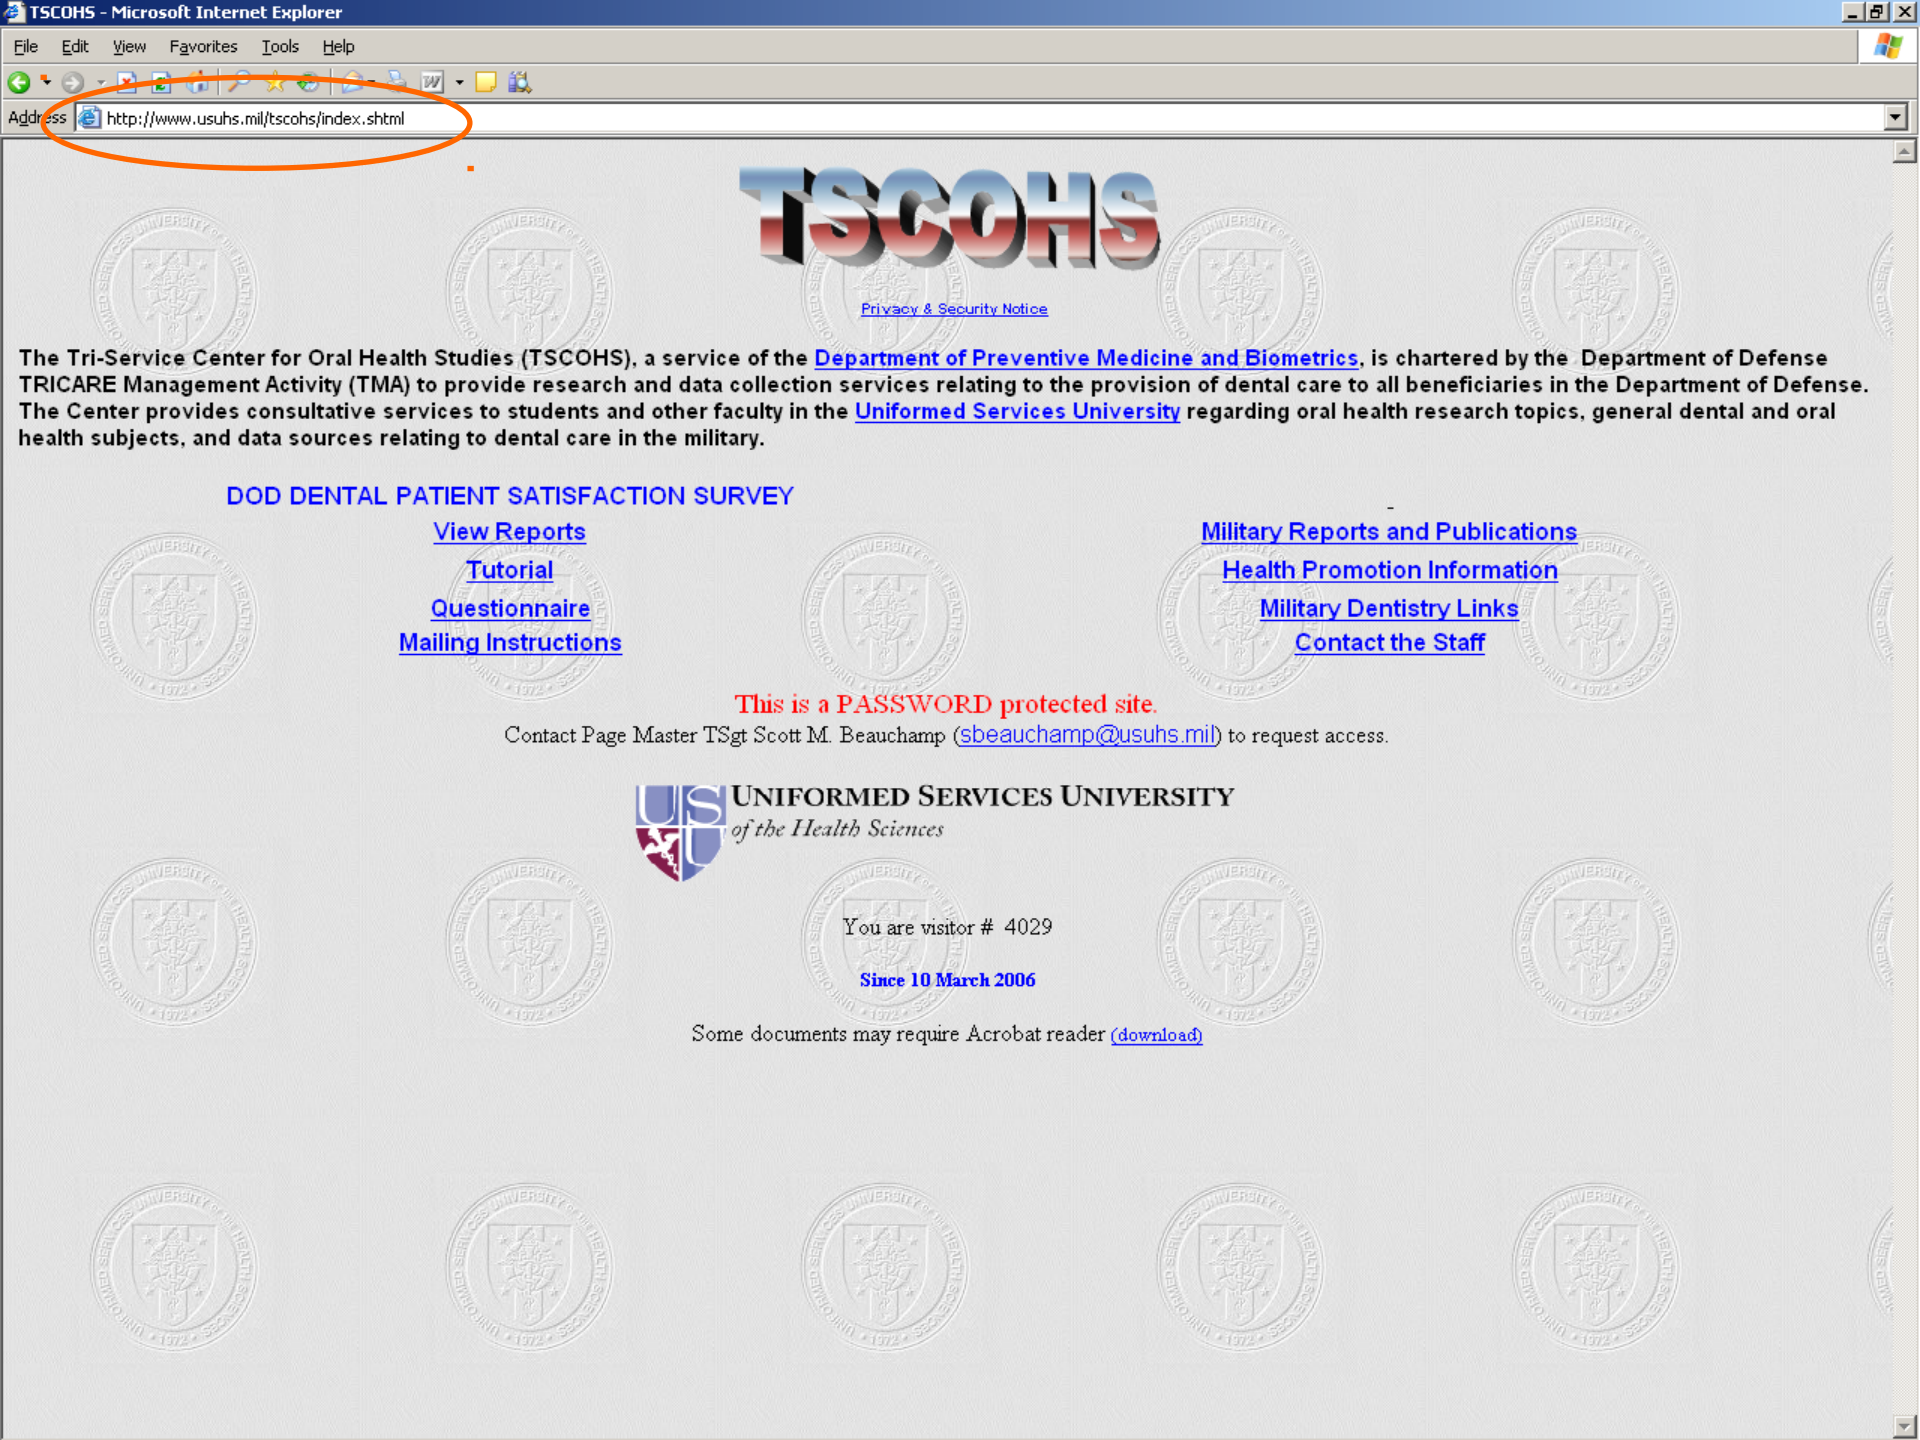 TSCOHS - Microsoft Internet Explorer
File Edit View Favorites Tools Help
Address http://www.usuhs.mil/tscohs/index.shtml
TSCOHS
Privacy & Security Notice
The Tri-Service Center for Oral Health Studies (TSCOHS), a service of the Department of Preventive Medicine and Biometrics, is chartered by the Department of Defense
TRICARE Management Activity (TMA) to provide research and data collection services relating to the provision of dental care to all beneficiaries in the Department of Defense.
The Center provides consultative services to students and other faculty in the Uniformed Services University regarding oral health research topics, general dental and oral
health subjects, and data sources relating to dental care in the military.
DOD DENTAL PATIENT SATISFACTION SURVEY
View Reports
Tutorial
Questionnaire
Mailing Instructions
Military Reports and Publications
Health Promotion Information
Military Dentistry Links
Contact the Staff
This is a PASSWORD protected site.
Contact Page Master TSgt Scott M. Beauchamp (sbeauchamp@usuhs.mil) to request access.
USU
UNIFORMED SERVICES UNIVERSITY
of the Health Sciences
You are visitor # 4029
Since 10 March 2006
Some documents may require Acrobat reader (download)